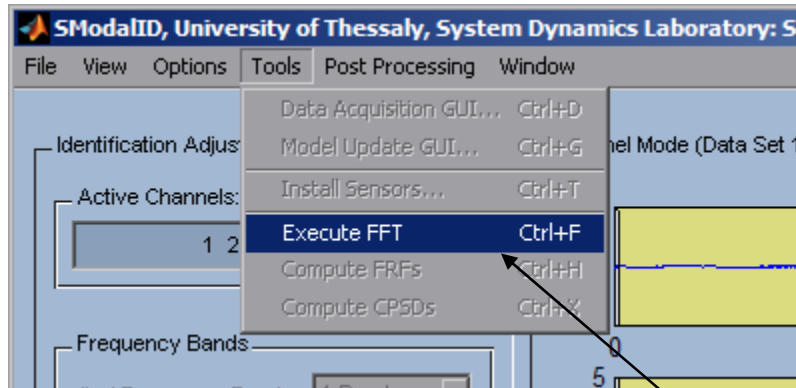 SModalID, University of Thessaly, System Dynamics Laboratory: S
File View Options Tools Post Processing Window
Data Acquisition GUI... Ctrl+D
Identification Adjus
Model Update GUI... Ctrl+G
nel Mode (Data Set 1
Install Sensors... Ctrl+T
Active Channels:
Execute FFT Ctrl+F
1 2
Compute FRFs Ctrl+H
Compute CPSDs Ctrl+X
Frequency Bands
0
5